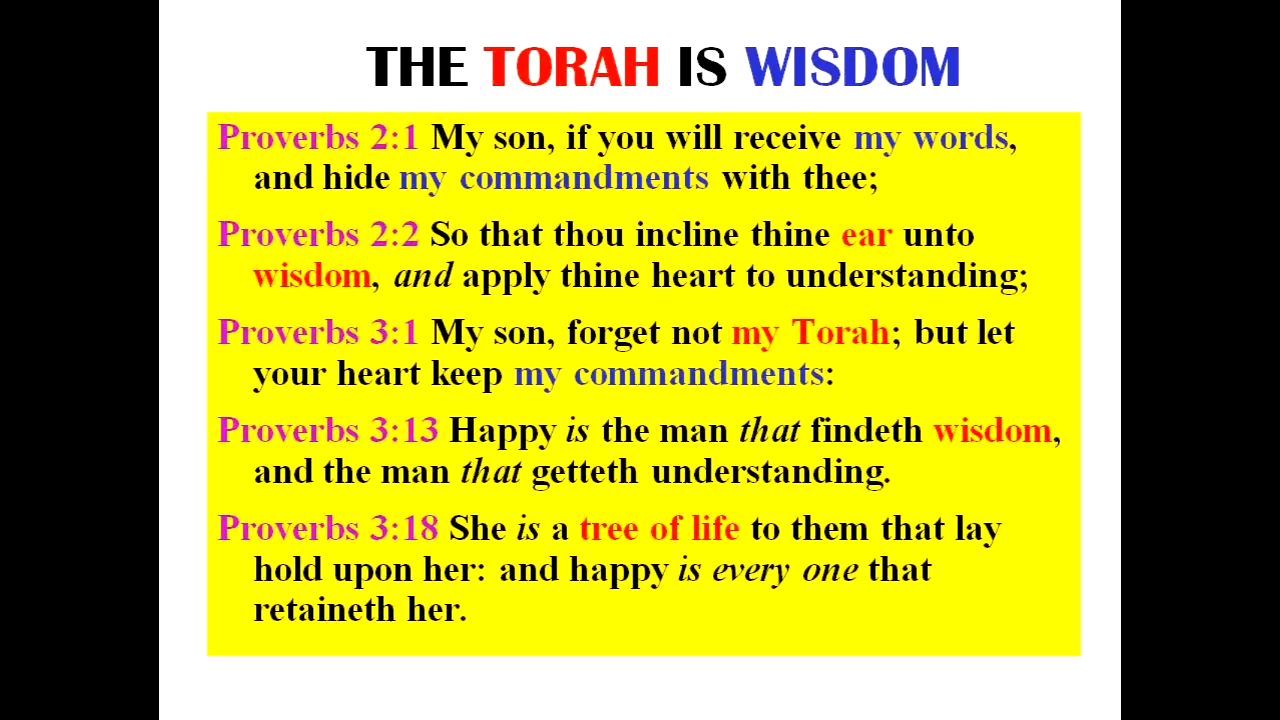 THE TORAH IS WISDOM
Proverbs 2:1 My son, if you will receive my words,
and hide my commandments with thee;
Proverbs 2:2 So that thou incline thine ear unto
wisdom, and apply thine heart to understanding;
Proverbs 3:1 My son, forget not my Torah; but let
your heart keep my commandments:
Proverbs 3:13 Happy is the man that findeth wisdom,
and the man that getteth understanding.
Proverbs 3:18 She is a tree of life to them that lay
hold upon her: and happy is every one that
retaineth her.